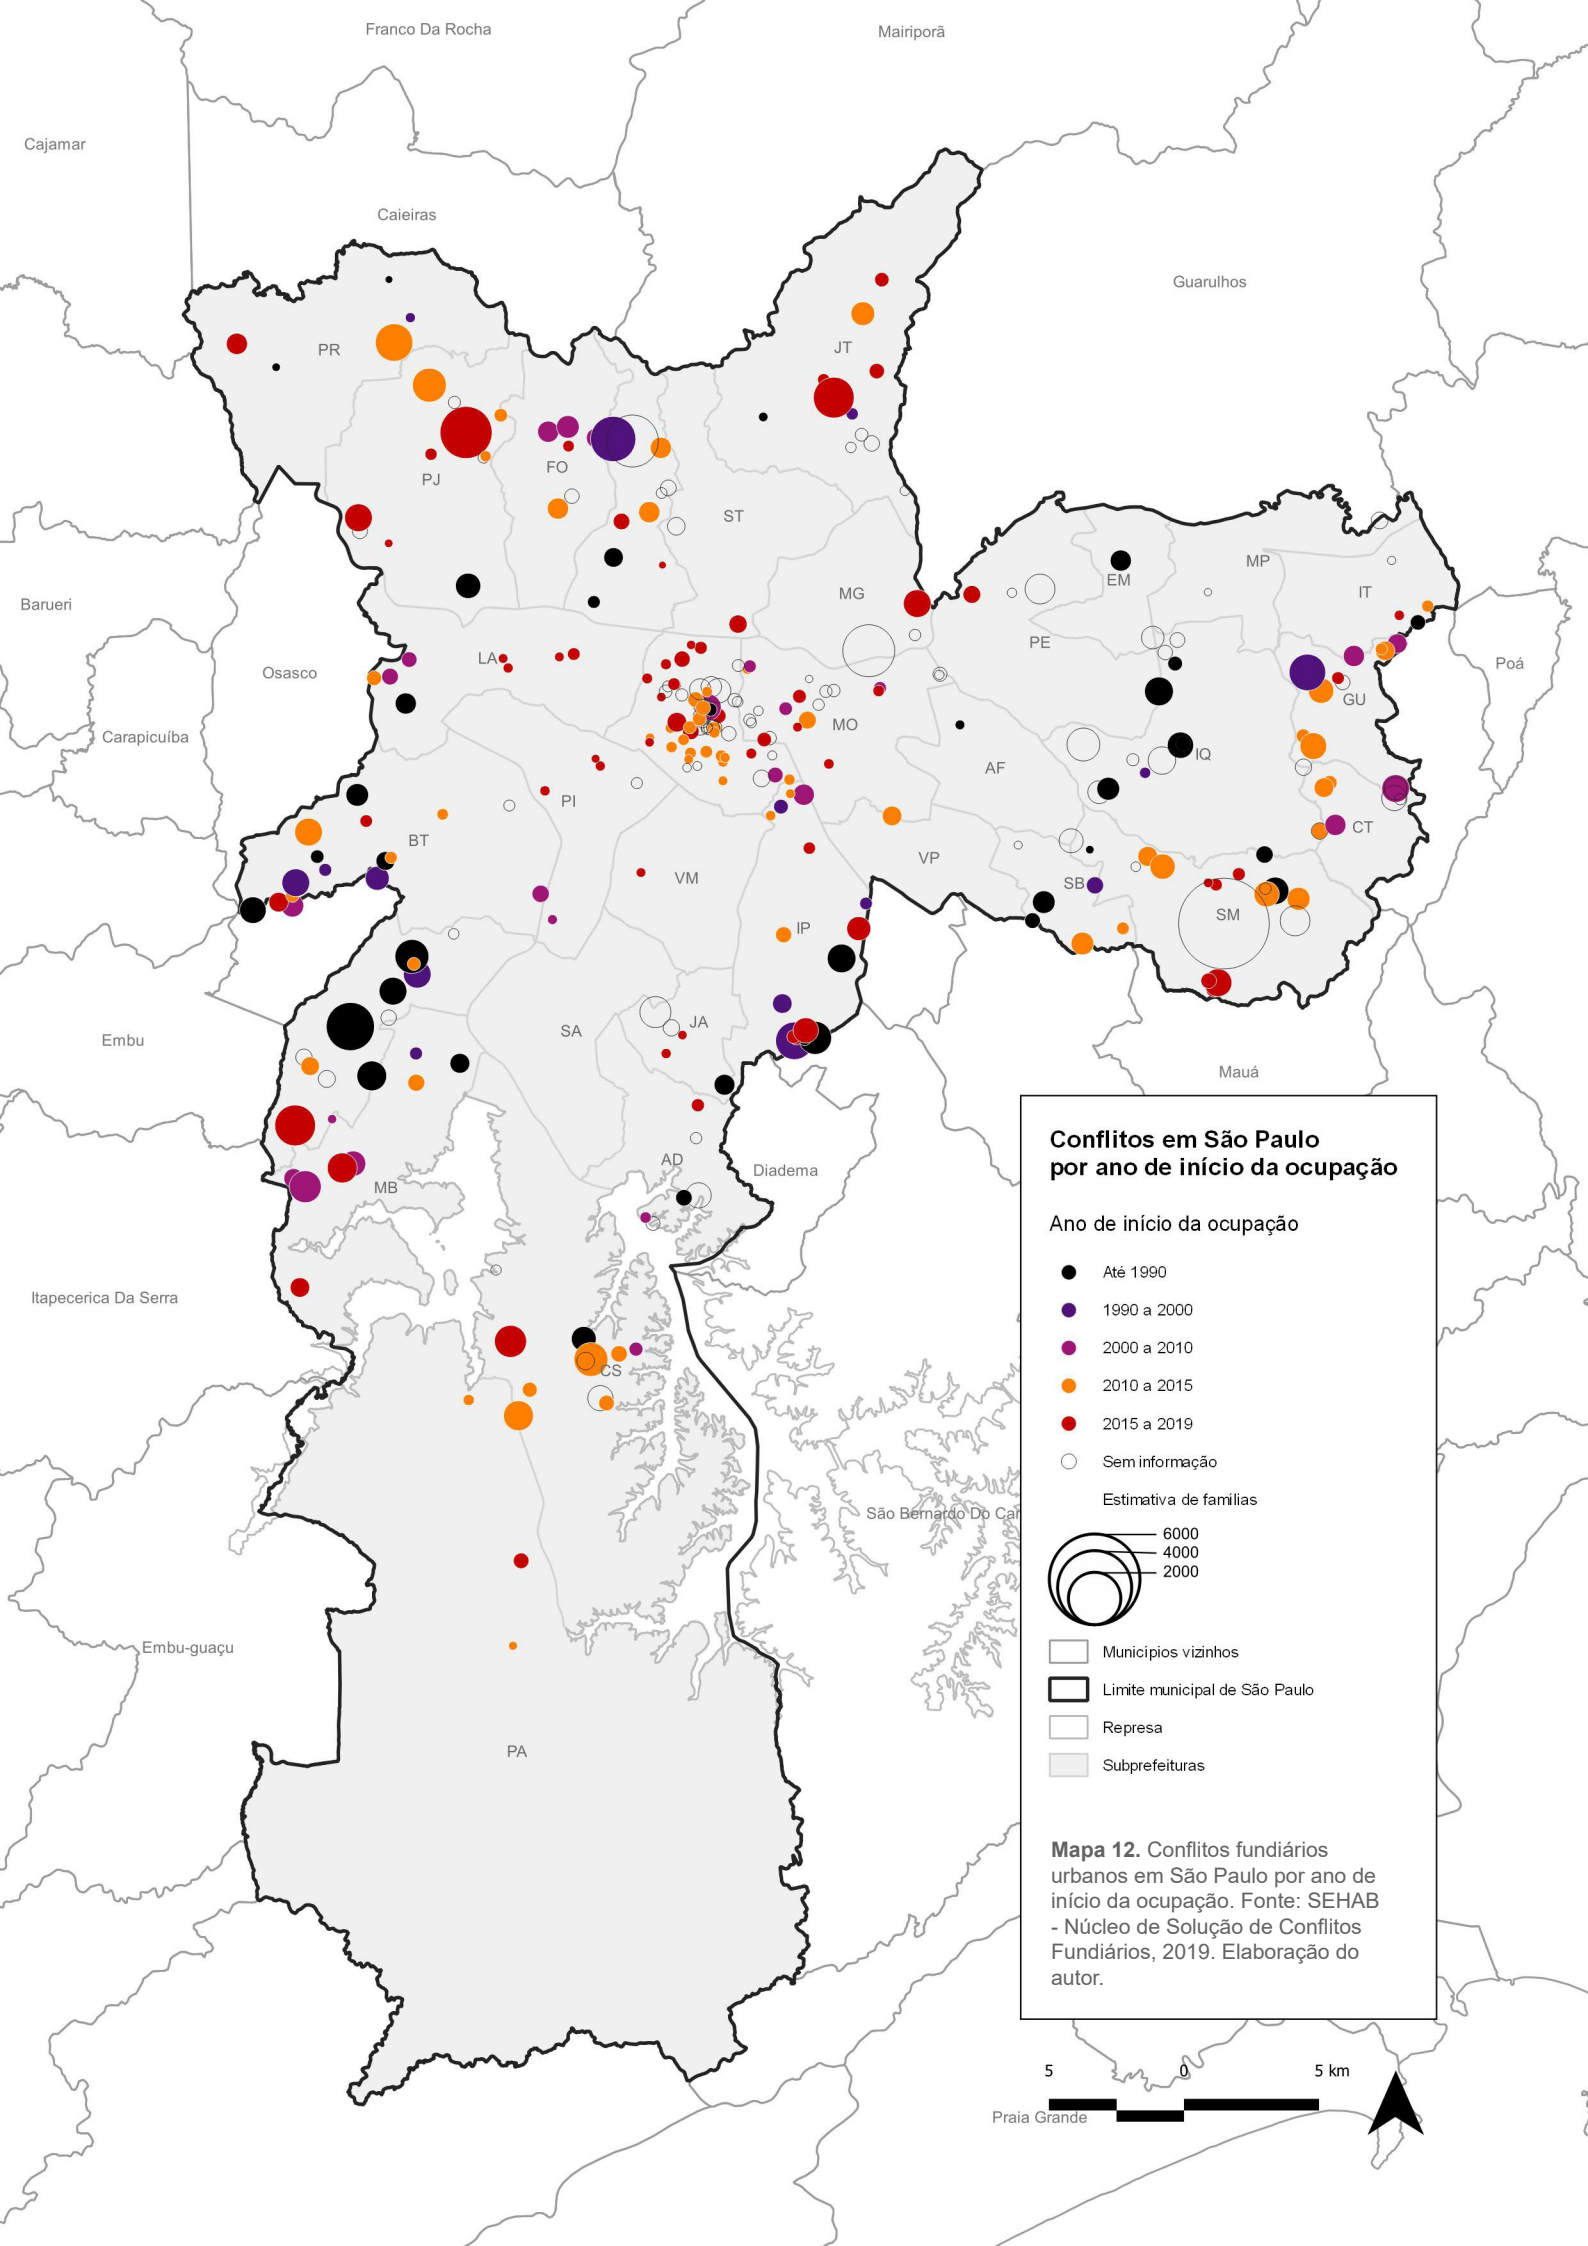 Franco Da Rocha
Mairiporã
Cajamar
Caieiras
Guarulhos
PR
JT
FO
PJ
ST
MP
EM
IT
MG
Barueri
PE
LA
Osasco
Poá
GU
MO
Carapicuíba
IQ
AF
PI
CT
BT
VP
VM
SB
SM
IP
JA
SA
Embu
Mauá
AD
Diadema
MB
Itapecerica Da Serra
CS
São Bernardo Do Car
Embu-guaçu
PA
Conflitos em São Paulo
por ano de início da ocupação
Ano de início da ocupação
Até 1990
1990 a 2000
2000 a 2010
2010 a 2015
2015 a 2019
Sem informação
Estimativa de famílias
6000
4000
2000
Municípios vizinhos
Limite municipal de São Paulo
Represa
Subprefeituras
Mapa 12. Conflitos fundiários
urbanos em São Paulo por ano de
início da ocupação. Fonte: SEHAB
- Núcleo de Solução de Conflitos
Fundiários, 2019. Elaboração do
autor.
5 0 5 km
Praia Grande